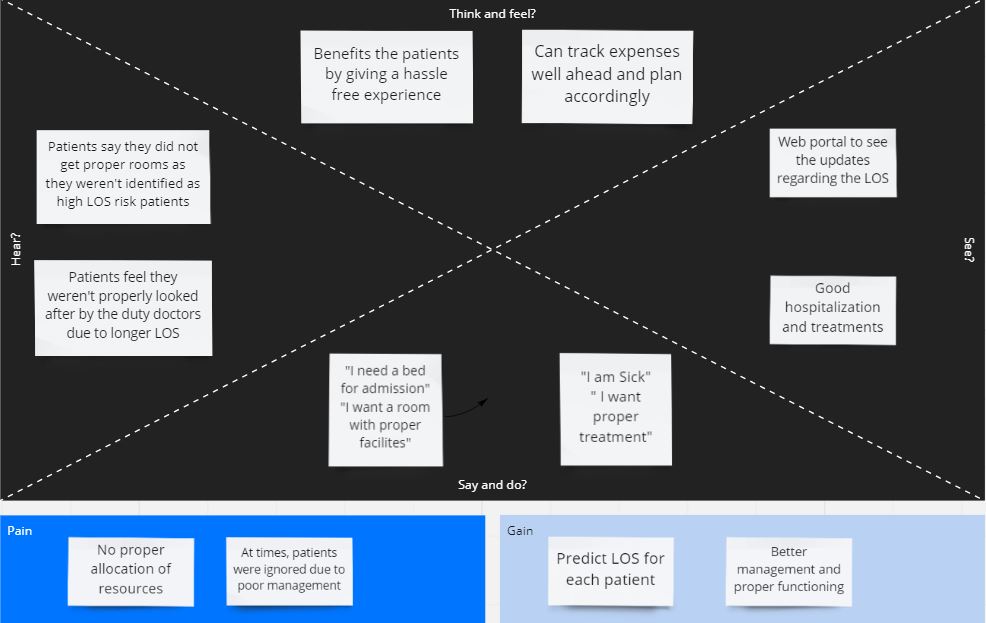 Think and feel?
Benefits the patients
by giving a hassle
free experience
Can track expenses
well ahead and plan
accordingly
Hear?
Patients say they did not
get proper rooms as
they weren't identified as
high LOS risk patients
Patients feel they
weren't properly looked
after by the duty doctors
due to longer LOS
Web portal to see
the updates
regarding the LOS
Good
hospitalization
and treatments
See?
"I need a bed
for admission"
"I want a room
with proper
facilites"
"I am Sick"
" I want
proper
treatment"
Say and do?
Pain
No proper
allocation of
resources
At times, patients
were ignored due to
poor management
Gain
Predict LOS for
each patient
Better
management and
proper functioning